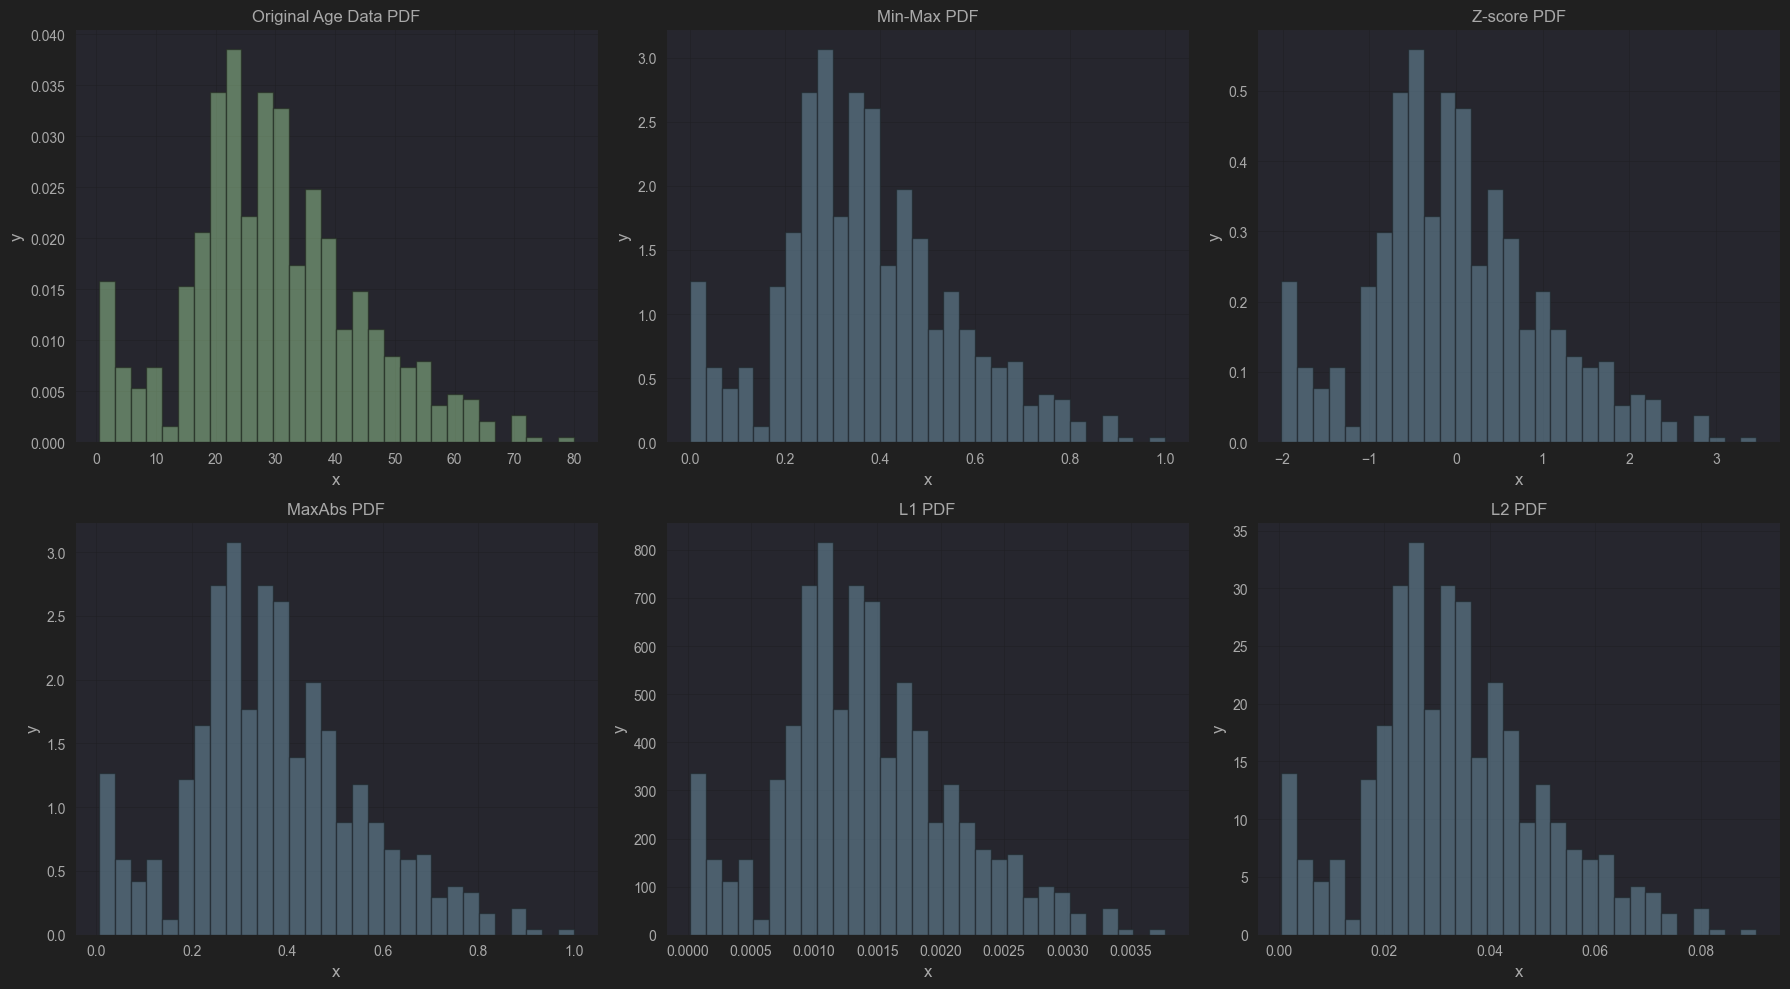 Original Age Data PDF
0.040
0.035
0.030
0.025
0.020
0.015
0.010
0.005
0.000
y
0 10 20 30 40 50 60 70 80
x
Min-Max PDF
3.0
2.5
2.0
1.5
1.0
0.5
0.0
y
0.0 0.2 0.4 0.6 0.8 1.0
x
Z-score PDF
0.5
0.4
0.3
0.2
0.1
0.0
y
−2 −1 0 1 2 3
x
MaxAbs PDF
3.0
2.5
2.0
1.5
1.0
0.5
0.0
y
0.0 0.2 0.4 0.6 0.8 1.0
x
L1 PDF
800
700
600
500
400
300
200
100
0
y
0.0000 0.0005 0.0010 0.0015 0.0020 0.0025 0.0030 0.0035
x
L2 PDF
35
30
25
20
15
10
5
0
y
0.00 0.02 0.04 0.06 0.08
x